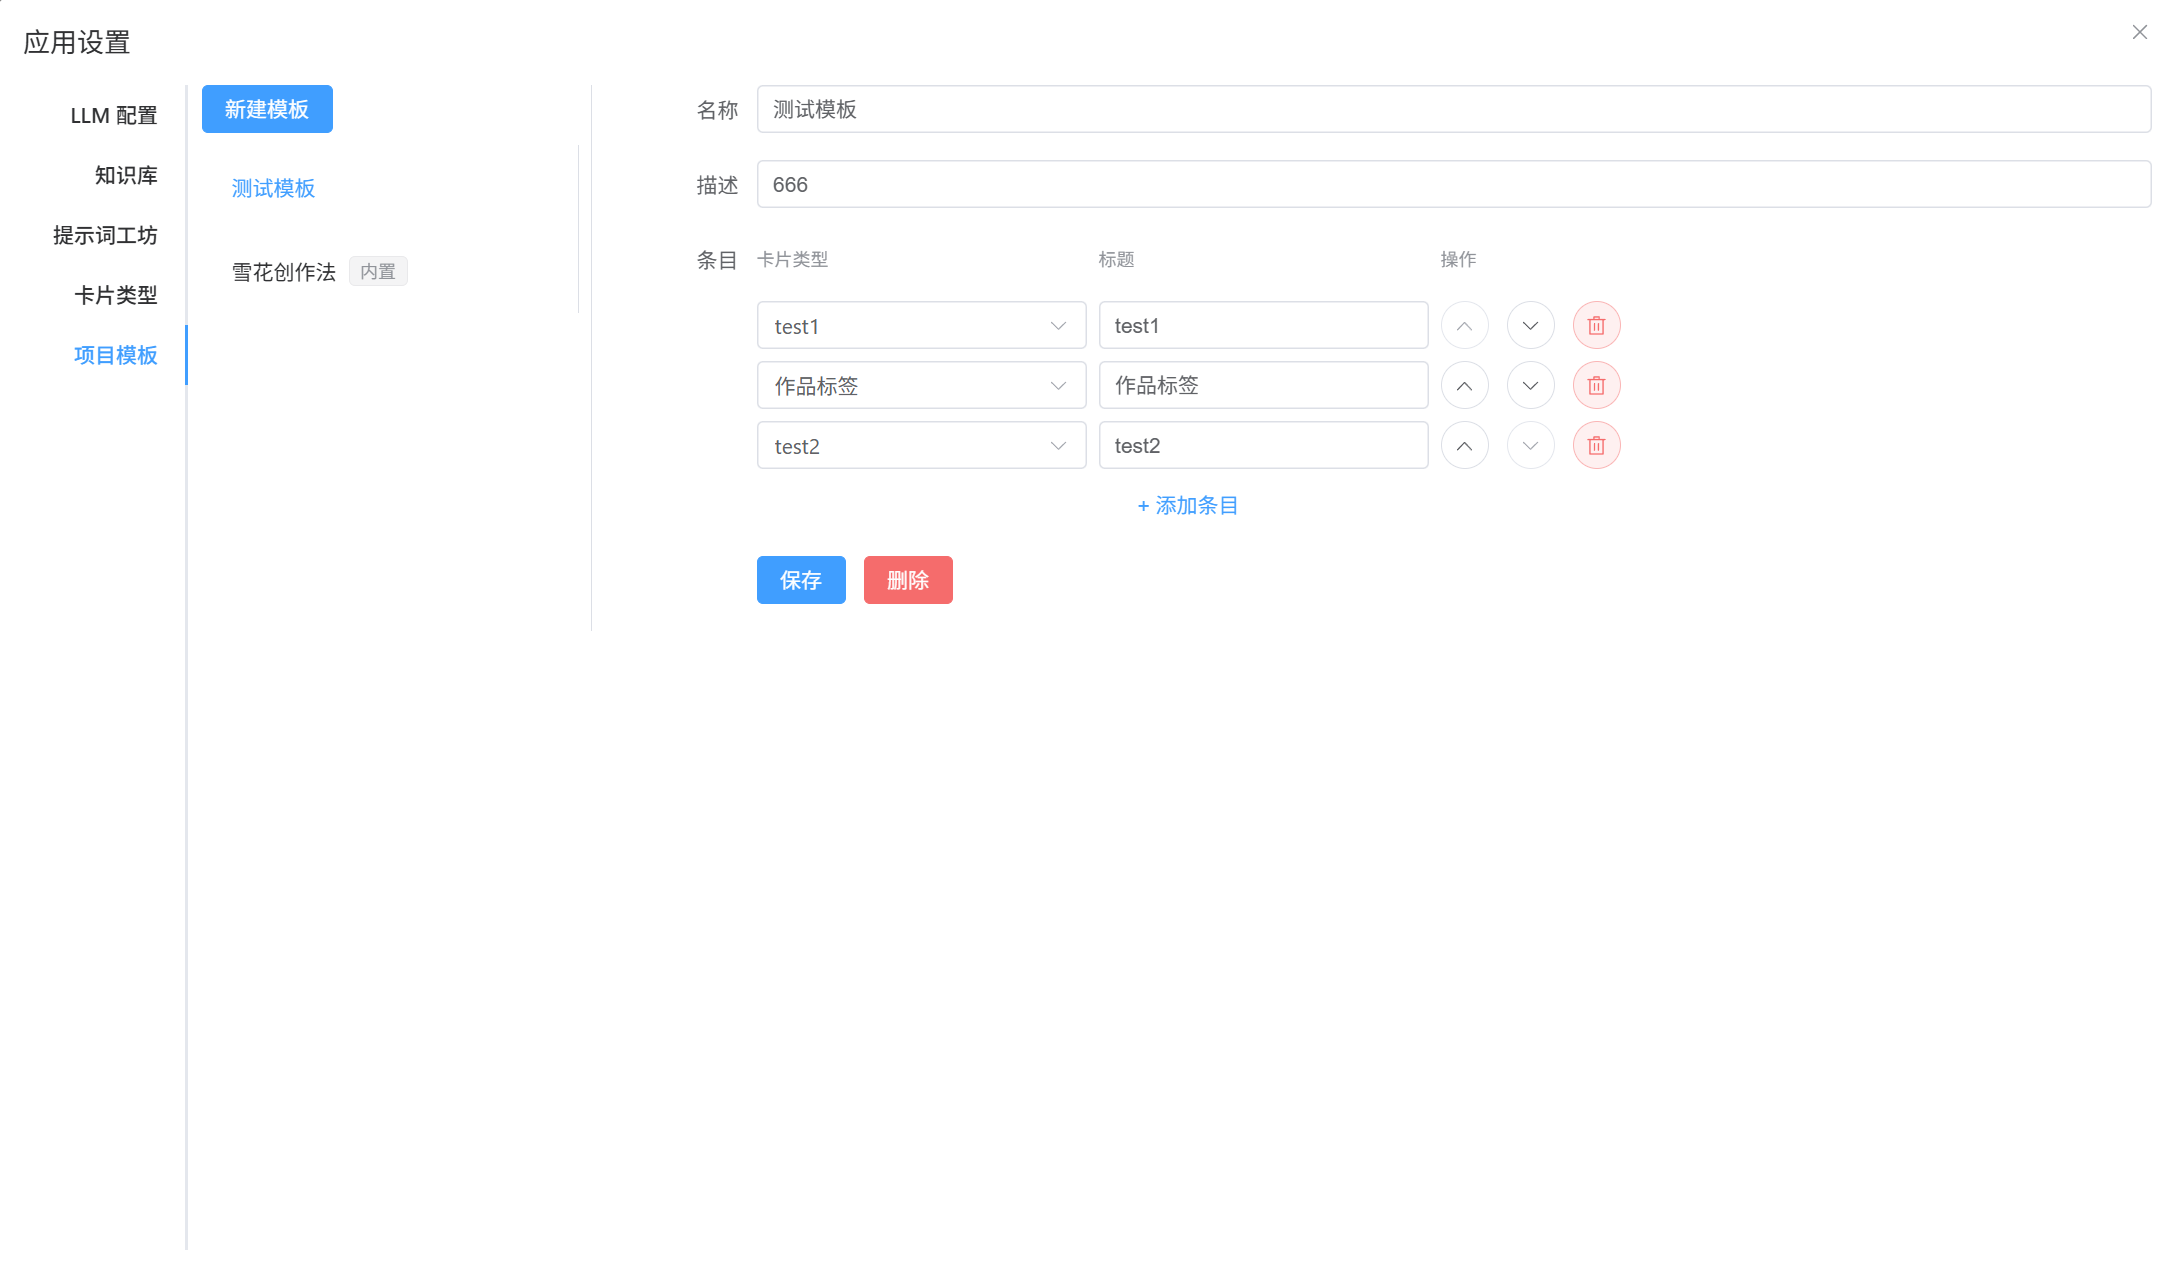 应用设置
LLM 配置
知识库
提示词工坊
卡片类型
项目模板
新建模板
测试模板
雪花创作法 内置
名称 测试模板
描述 666
条目 卡片类型 标题 操作
test1 test1
作品标签 作品标签
test2 test2
+ 添加条目
保存 删除